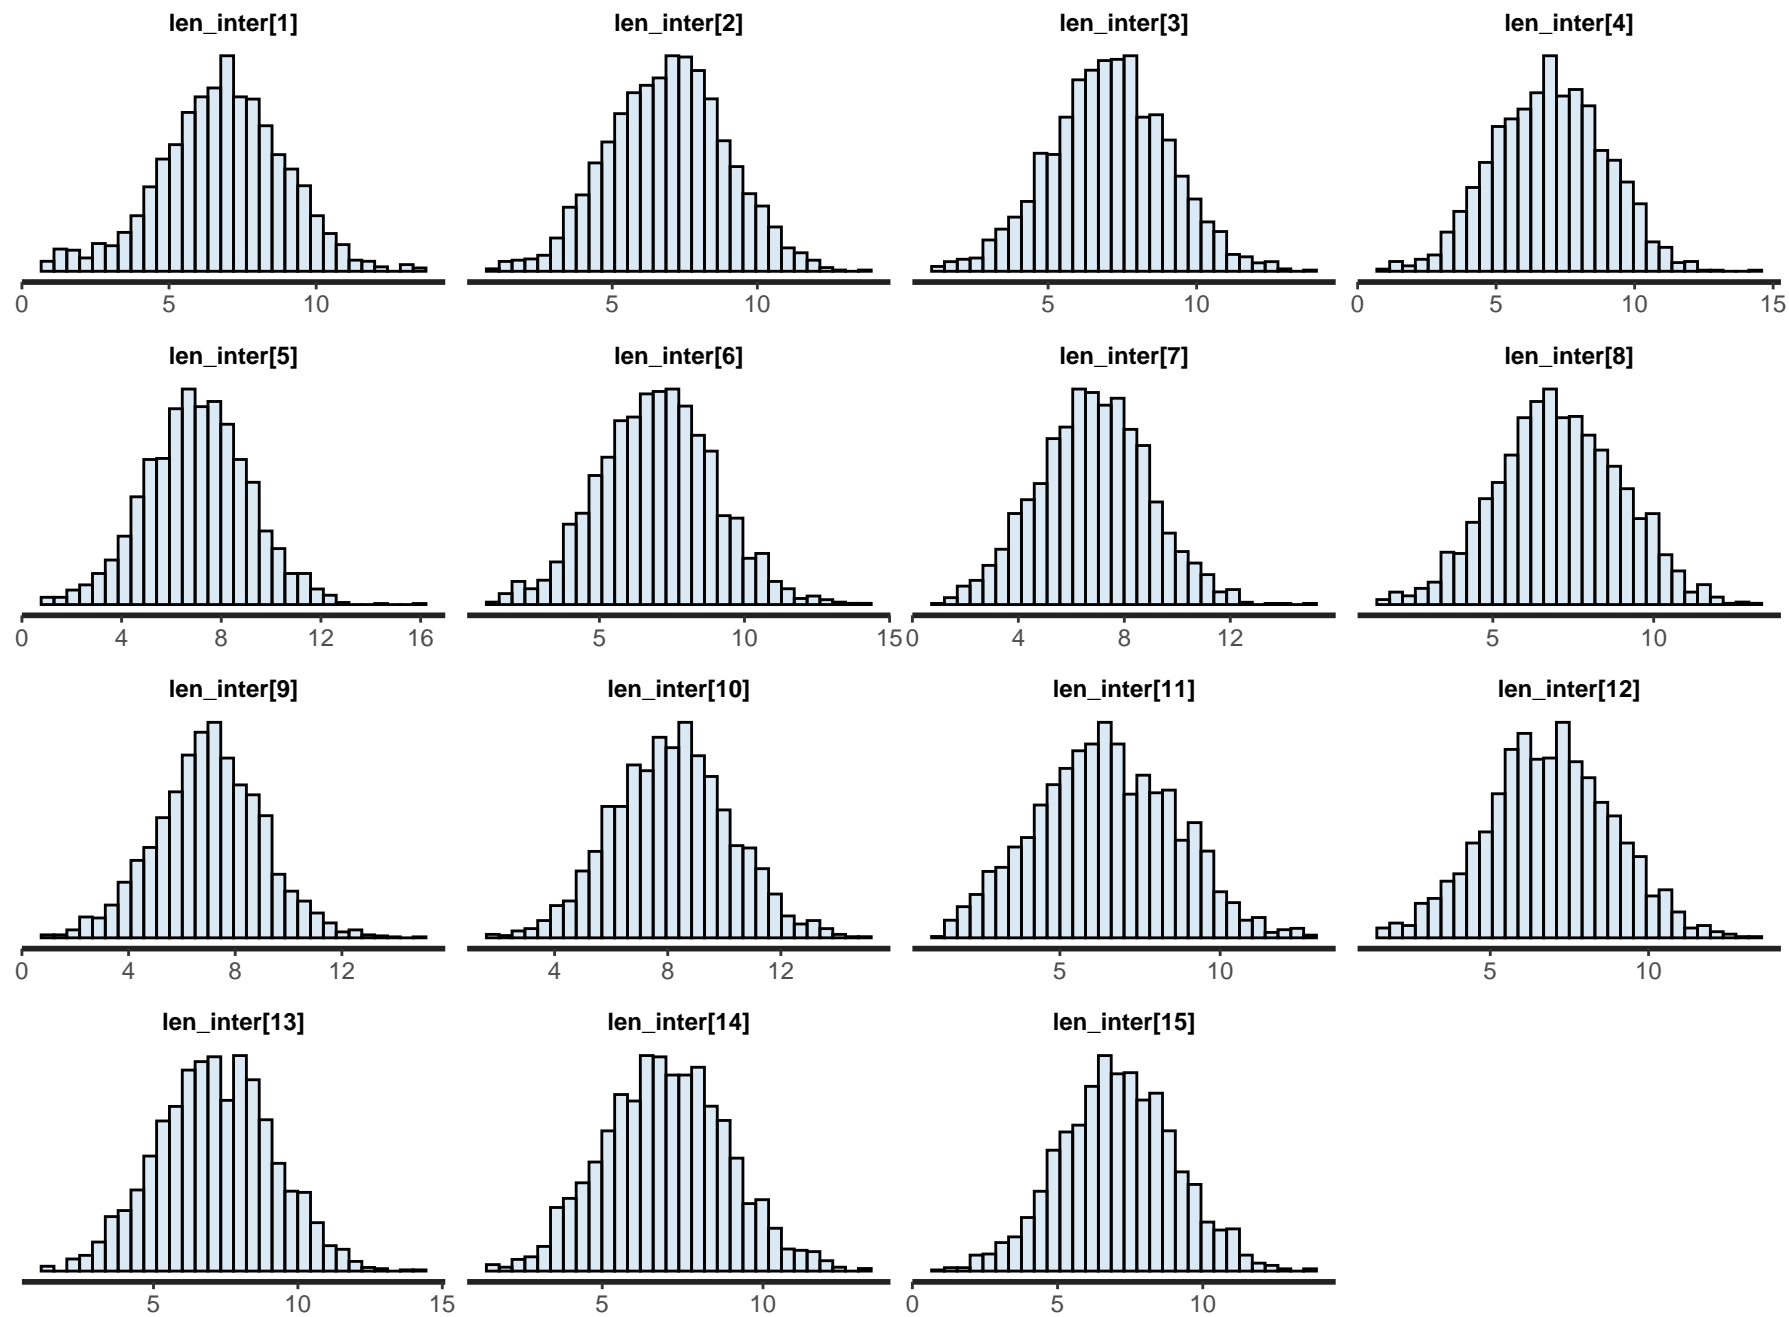 len_inter[1] len_inter[2] len_inter[3] len_inter[4]
0 5 10 5 10 5 10 0 5 10 15
len_inter[5] len_inter[6] len_inter[7] len_inter[8]
0 4 8 12 16 5 10 15 0 4 8 12 5 10
len_inter[9] len_inter[10] len_inter[11] len_inter[12]
0 4 8 12 4 8 12 5 10 5 10
len_inter[13] len_inter[14] len_inter[15]
5 10 15 5 10 0 5 10